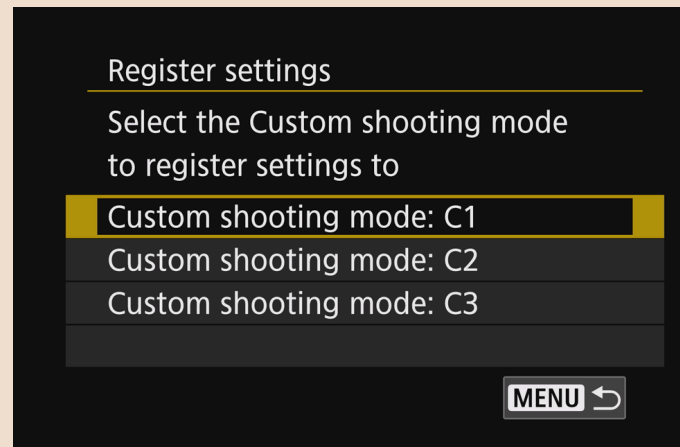 Register settings
Select the Custom shooting mode
to register settings to
Custom shooting mode: C1
Custom shooting mode: C2
Custom shooting mode: C3
MENU